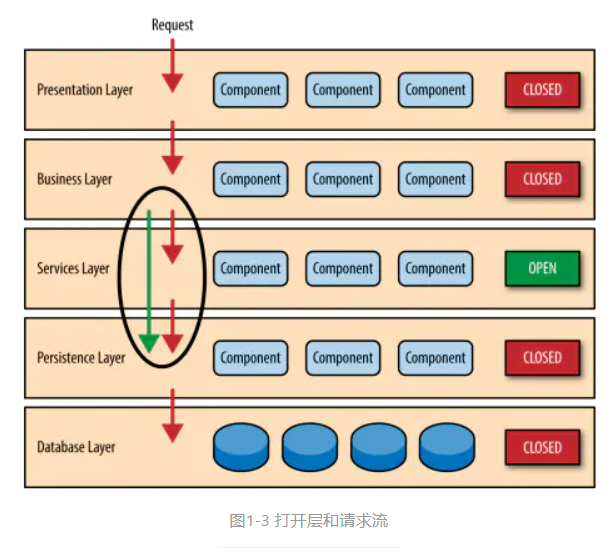 Request
Presentation Layer Component Component Component CLOSED
Business Layer Component Component Component CLOSED
Services Layer Component Component Component OPEN
Persistence Layer Component Component Component CLOSED
Database Layer CLOSED
图1-3 打开层和请求流